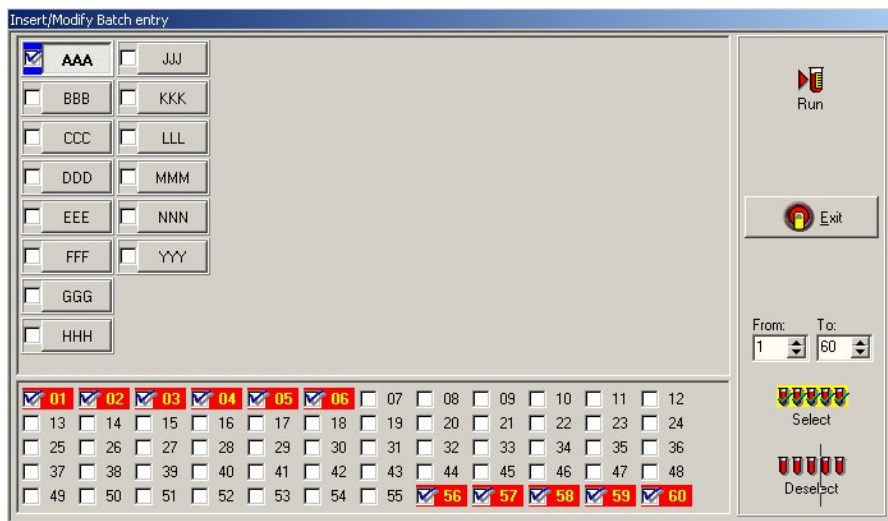 Insert/Modify Batch entry
AAA JJJ
BBB KKK
CCC LLL
DDD MMM
EEE NNN
FFF YYY
GGG
HHH
Run
Exit
From: To:
1 60
Select
Deselect
01 02 03 04 05 06 07 08 09 10 11 12
13 14 15 16 17 18 19 20 21 22 23 24
25 26 27 28 29 30 31 32 33 34 35 36
37 38 39 40 41 42 43 44 45 46 47 48
49 50 51 52 53 54 55 56 57 58 59 60